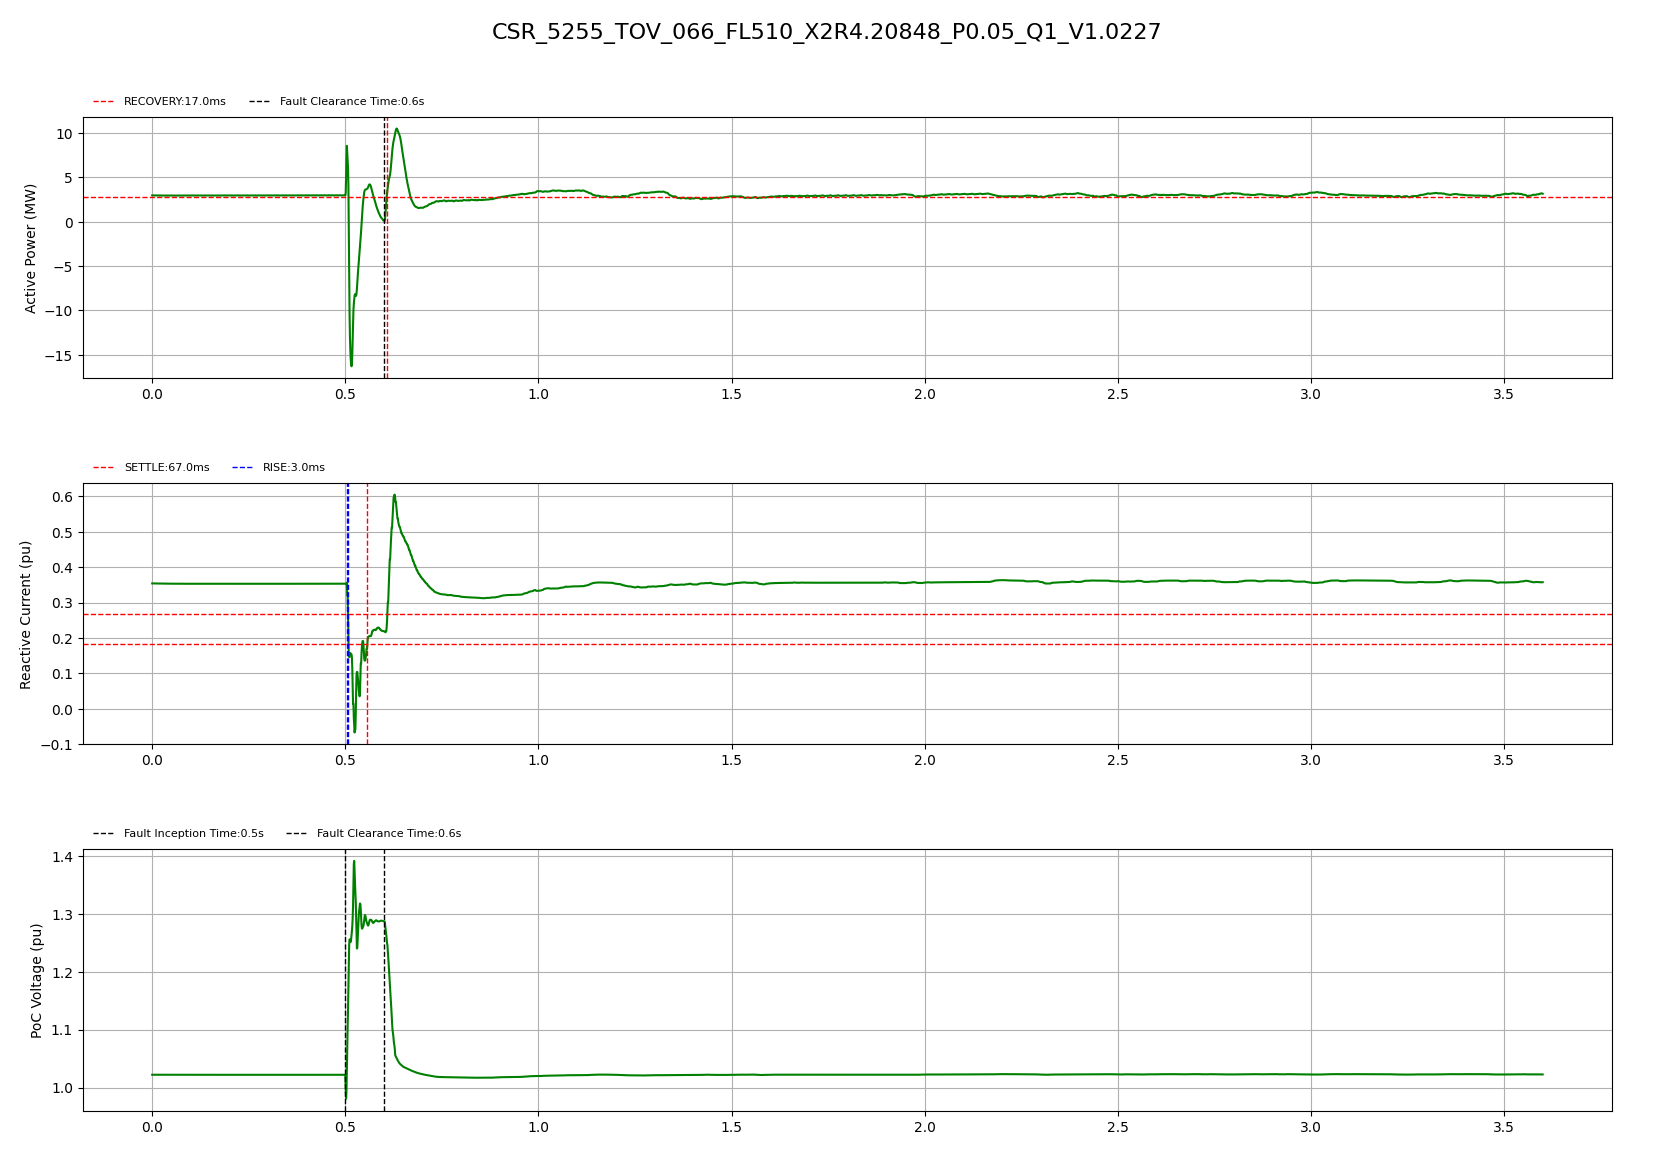 CSR_5255_TOV_066_FL510_X2R4.20848_P0.05_Q1_V1.0227
RECOVERY:17.0ms Fault Clearance Time:0.6s
Active Power (MW)
10
5
0
−5
−10
−15
0.0 0.5 1.0 1.5 2.0 2.5 3.0 3.5
SETTLE:67.0ms RISE:3.0ms
Reactive Current (pu)
0.6
0.5
0.4
0.3
0.2
0.1
0.0
−0.1
0.0 0.5 1.0 1.5 2.0 2.5 3.0 3.5
Fault Inception Time:0.5s Fault Clearance Time:0.6s
PoC Voltage (pu)
1.4
1.3
1.2
1.1
1.0
0.0 0.5 1.0 1.5 2.0 2.5 3.0 3.5